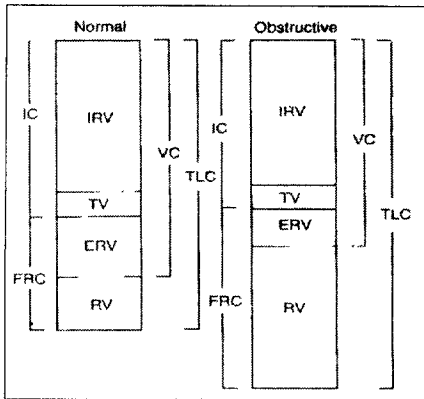 Normal
Obstructive
IC
IRV
VC
TLC
TV
ERV
FRC
RV
IC
IRV
VC
TLC
TV
ERV
FRC
RV